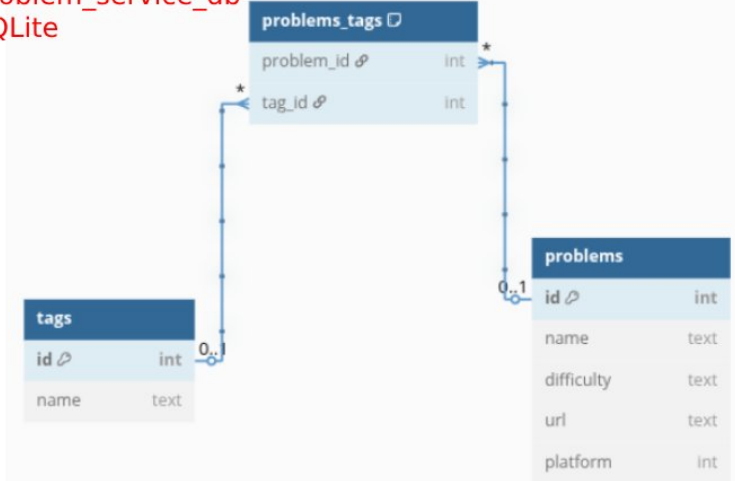 oblem_service_db
QLite
problems_tags
problem_id int
tag_id int
*
*
problems
id int
name text
difficulty text
url text
platform int
0..1
tags
id int
name text
0..1